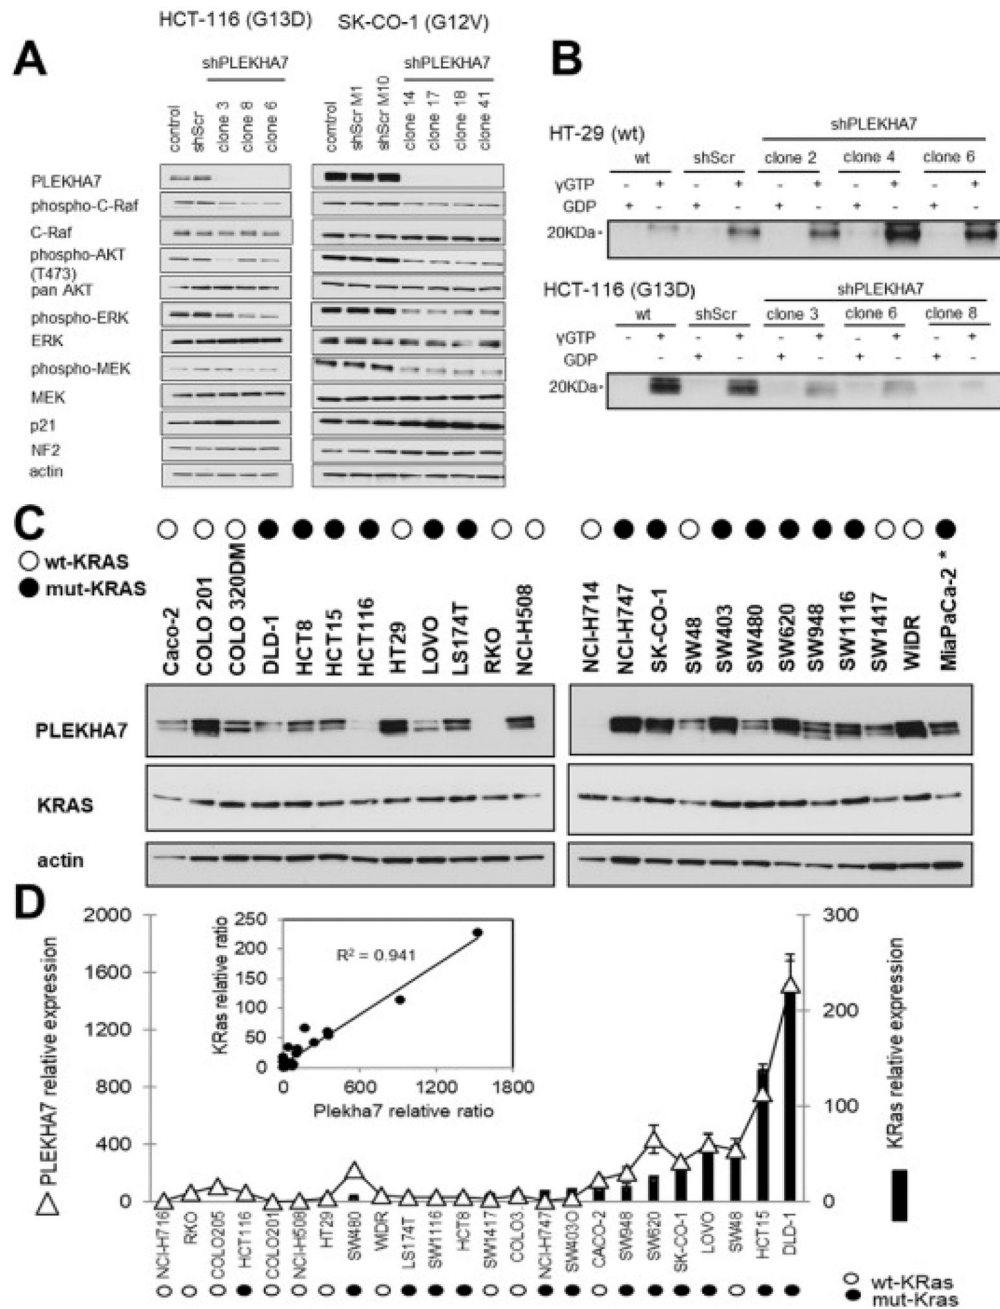 HCT-116 (G13D) SK-CO-1 (G12V)
A
shPLEKHA7 shPLEKHA7
control shScr clone 3 clone 8 clone 6
comtrol shScr M1 shScr M10 clone 14 clone 17 clone 18 clone 41
PLEKHA7
phospho-C-Raf
C-Raf
phospho-AKT
(T473)
pan AKT
phospho-ERK
ERK
phospho-MEK
MEK
p21
NF2
actin
B
shPLEKHA7
HT-29 (wt)
wt shScr clone 2 clone 4 clone 6
γGTP - + - + - + - + - +
GDP + - + - + - + - + -
20KDa-
HCT-116 (G13D)
shPLEKHA7
wt shScr clone 3 clone 6 clone 8
γGTP - + - + - + - + - +
GDP - + - + - + - + -
20KDa-
C
wt-KRAS
mut-KRAS
Caco-2 COLO 201 COLO 320DM DLD-1 HCT8 HCT15 HCT116 HT29 LOVO LS174T RKO NCI-H508
NCI-H714 NCI-H747 SK-CO-1 SW48 SW403 SW480 SW620 SW948 SW1116 SW1417 WiDR MiaPaCa-2 *
PLEKHA7
KRAS
actin
D
PLEKHA7 relative expression
2000
1600
1200
800
400
0
KRas relative ratio
250
200
150
100
50
0
R² = 0.941
0 600 1200 1800
Plekha7 relative ratio
300
200
100
0
KRas relative expression
NCI-H716 RKO COLO205 HCT116 COLO201 NCI-H508 HT29 SW480 WIDR LS174T SW1116 HCT8 SW1417 COLO3. NCI-H747 SW403O CACO-2 SW948 SW620 SK-CO-1 LOVO SW48 HCT15 DLD-1
wt-KRas
mut-Kras